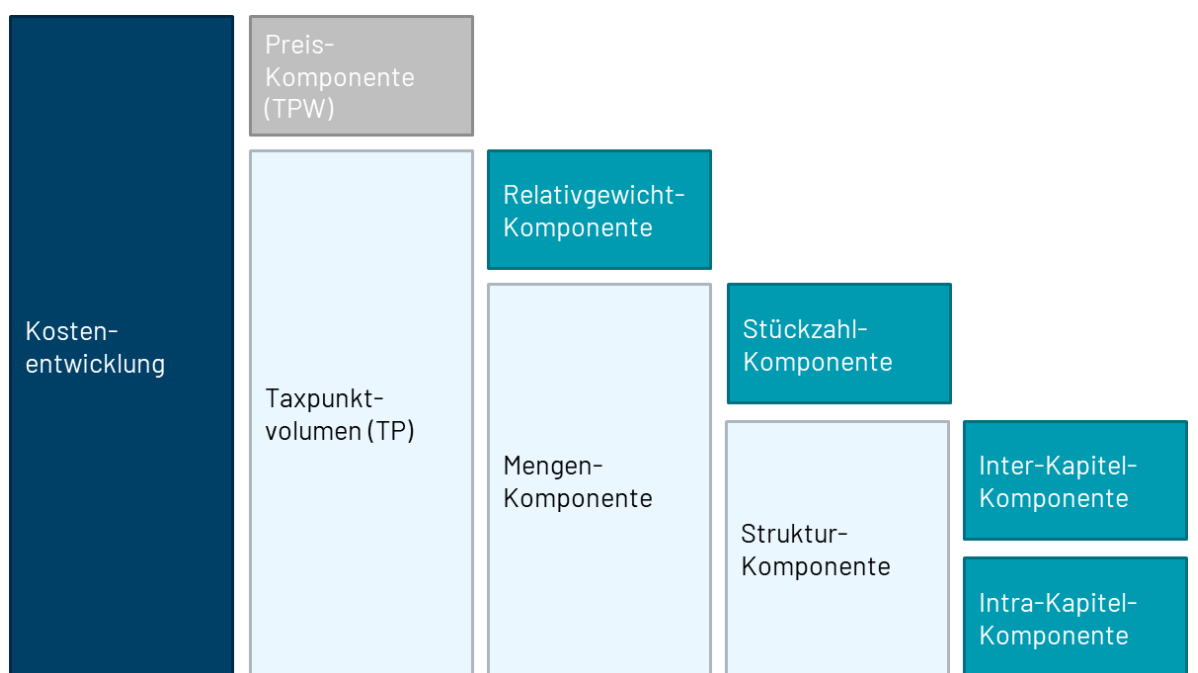 Kosten-
entwicklung
Preis-
Komponente
(TPW)
Taxpunkt-
volumen (TP)
Relativgewicht-
Komponente
Mengen-
Komponente
Stückzahl-
Komponente
Struktur-
Komponente
Inter-Kapitel-
Komponente
Intra-Kapitel-
Komponente